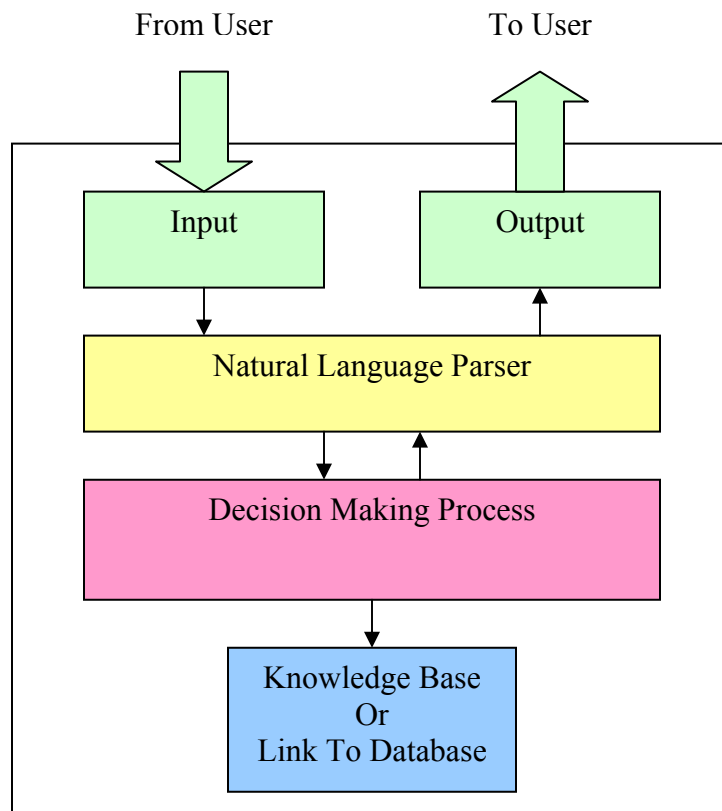 From User
To User
Input
Output
Natural Language Parser
Decision Making Process
Knowledge Base
Or
Link To Database